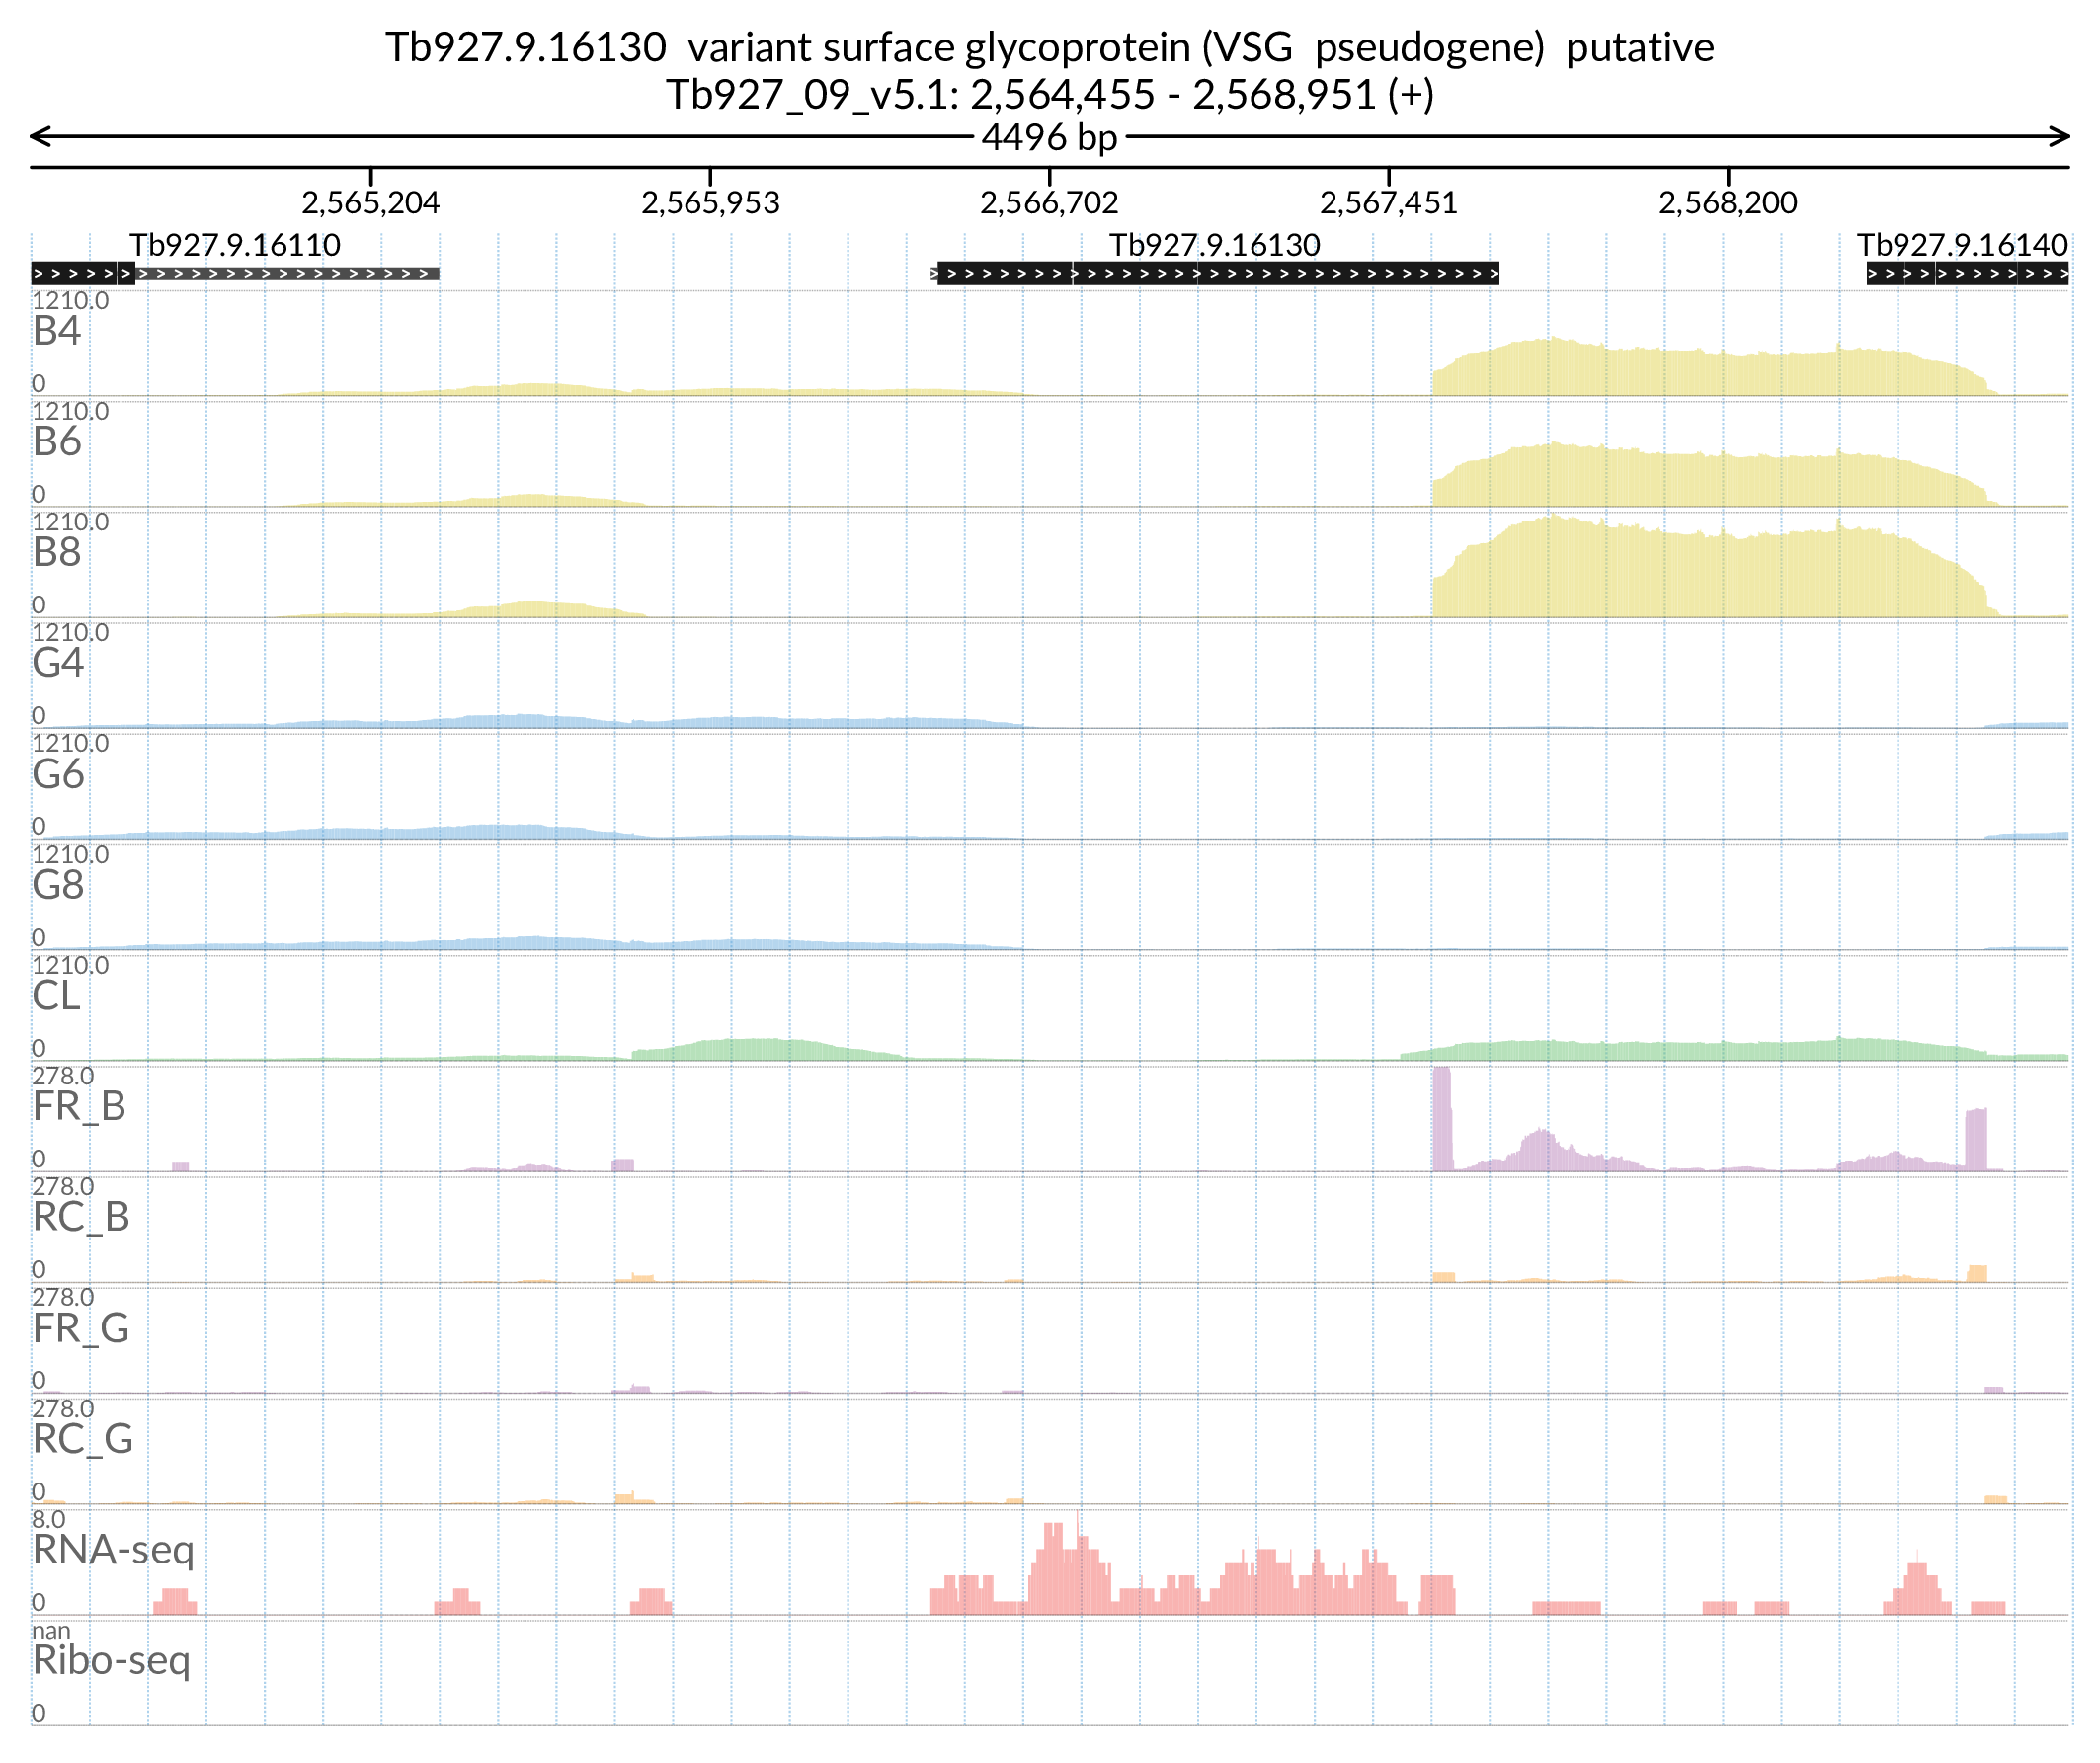 Tb927.9.16130 variant surface glycoprotein (VSG pseudogene) putative
Tb927_09_v5.1: 2,564,455 - 2,568,951 (+)
4496 bp
2,565,204 2,565,953 2,566,702 2,567,451 2,568,200
Tb927.9.16110 Tb927.9.16130 Tb927.9.16140
1210.0
B4
0
1210.0
B6
0
1210.0
B8
0
1210.0
G4
0
1210.0
G6
0
1210.0
G8
0
1210.0
CL
0
278.0
FR_B
0
278.0
RC_B
0
278.0
FR_G
0
278.0
RC_G
0
8.0
RNA-seq
0
nan
Ribo-seq
0